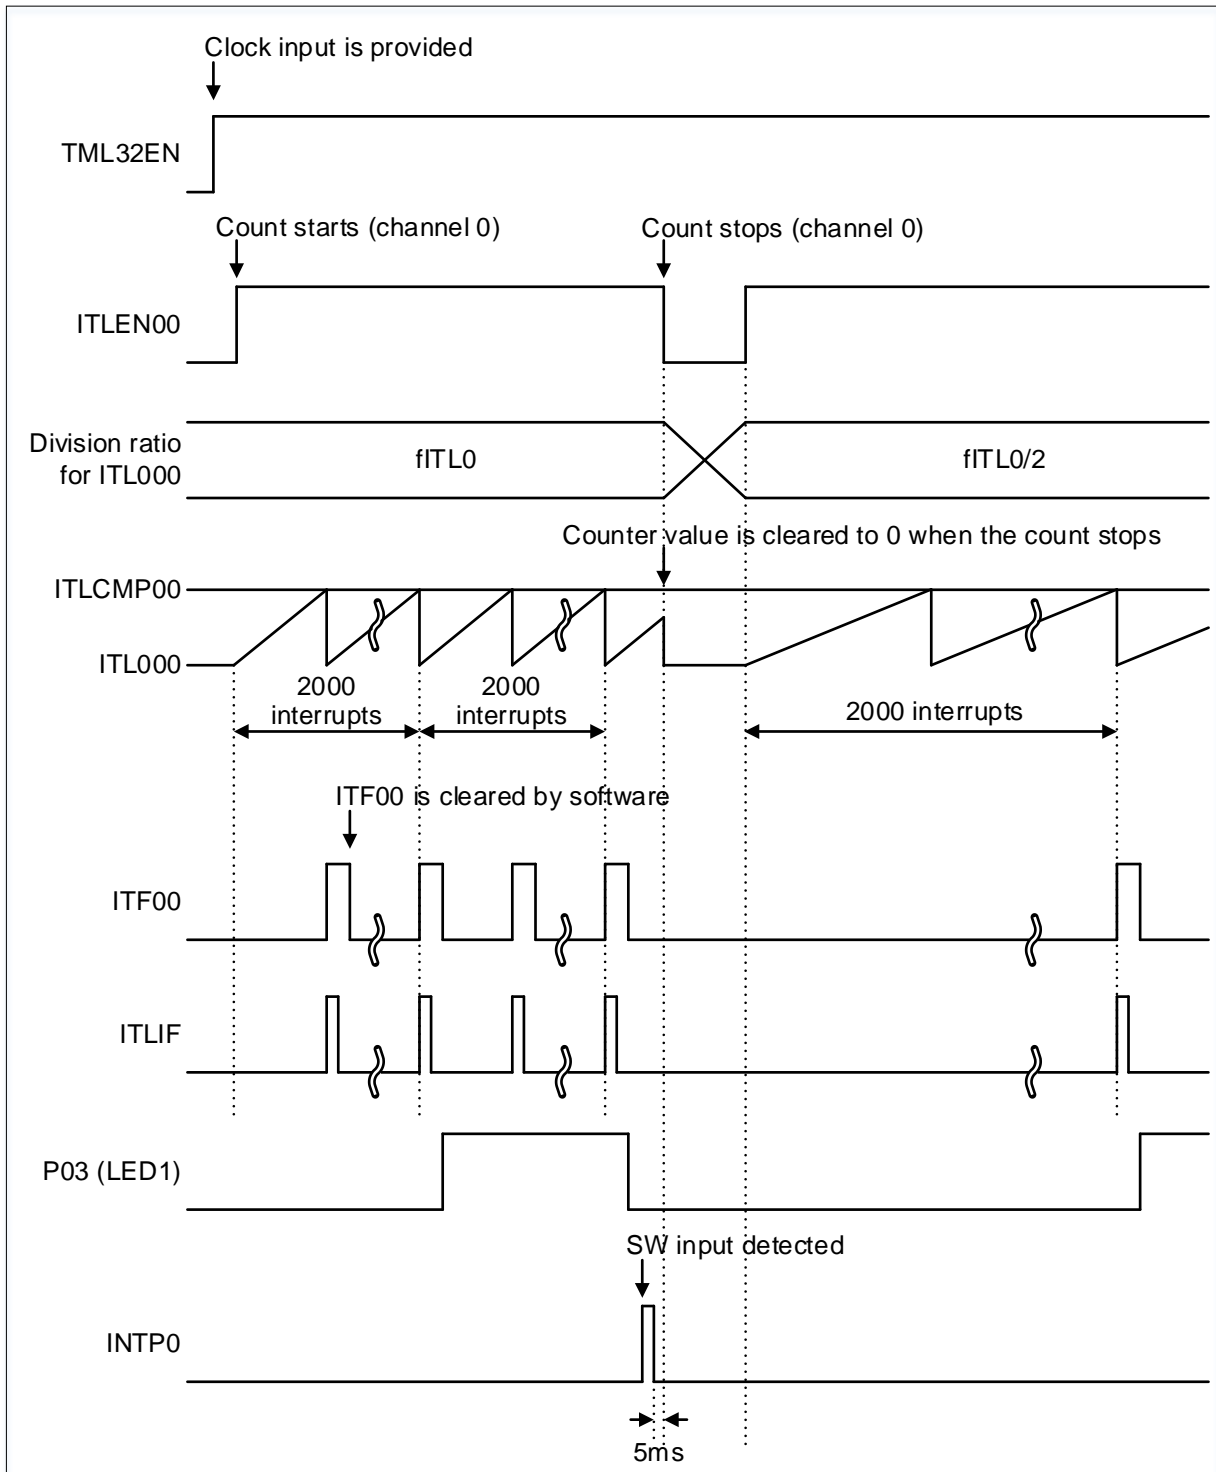 Clock input is provided
TML32EN
Count starts (channel 0)
Count stops (channel 0)
ITLEN00
Division ratio
for ITL000
fITL0
fITL0/2
Counter value is cleared to 0 when the count stops
ITLCMP00
ITL000
2000
interrupts
2000
interrupts
2000 interrupts
ITF00 is cleared by software
ITF00
ITLIF
P03 (LED1)
SW input detected
INTP0
5ms